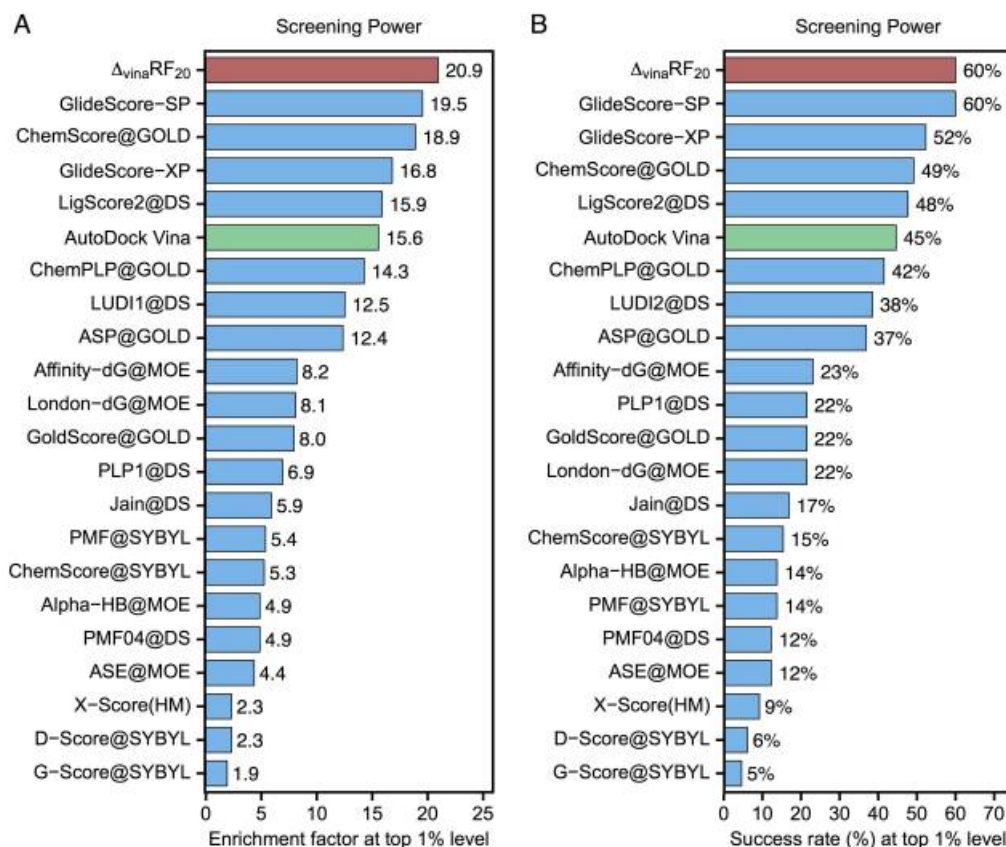 A
Screening Power
ΔvinaRF20 20.9
GlideScore-SP 19.5
ChemScore@GOLD 18.9
GlideScore-XP 16.8
LigScore2@DS 15.9
AutoDock Vina 15.6
ChemPLP@GOLD 14.3
LUDI1@DS 12.5
ASP@GOLD 12.4
Affinity-dG@MOE 8.2
London-dG@MOE 8.1
GoldScore@GOLD 8.0
PLP1@DS 6.9
Jain@DS 5.9
PMF@SYBYL 5.4
ChemScore@SYBYL 5.3
Alpha-HB@MOE 4.9
PMF04@DS 4.9
ASE@MOE 4.4
X-Score(HM) 2.3
D-Score@SYBYL 2.3
G-Score@SYBYL 1.9
0 5 10 15 20 25
Enrichment factor at top 1% level
B
Screening Power
ΔvinaRF20 60%
GlideScore-SP 60%
GlideScore-XP 52%
ChemScore@GOLD 49%
LigScore2@DS 48%
AutoDock Vina 45%
ChemPLP@GOLD 42%
LUDI2@DS 38%
ASP@GOLD 37%
Affinity-dG@MOE 23%
PLP1@DS 22%
GoldScore@GOLD 22%
London-dG@MOE 22%
Jain@DS 17%
ChemScore@SYBYL 15%
Alpha-HB@MOE 14%
PMF@SYBYL 14%
PMF04@DS 12%
ASE@MOE 12%
X-Score(HM) 9%
D-Score@SYBYL 6%
G-Score@SYBYL 5%
0 10 20 30 40 50 60 70
Success rate (%) at top 1% level